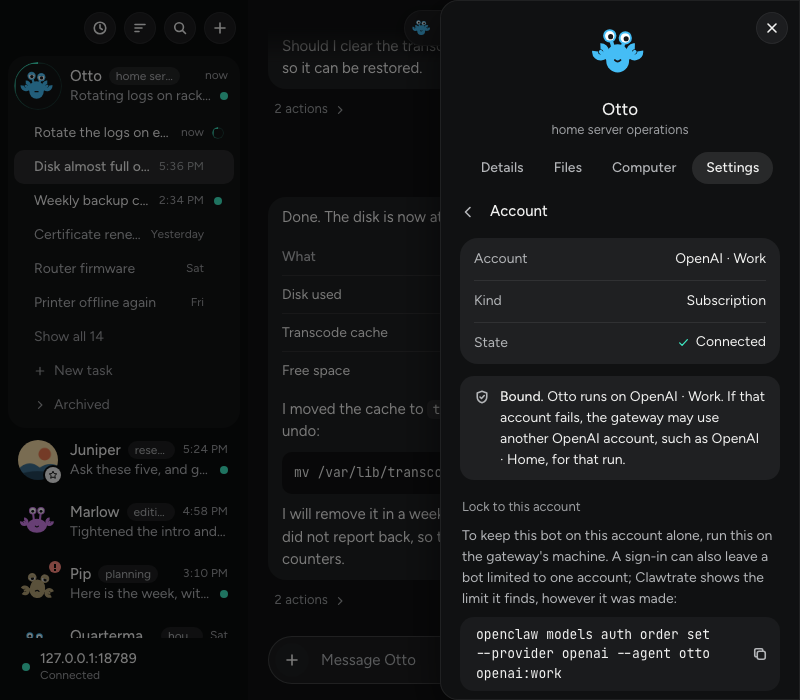 Otto
home ser...
now
Rotating logs on rack...
Rotate the logs on e...
now
Disk almost full o...
5:36 PM
Weekly backup c...
2:34 PM
Certificate rene...
Yesterday
Router firmware
Sat
Printer offline again
Fri
Show all 14
New task
Archived
Juniper
rese...
5:24 PM
Ask these five, and g...
Marlow
editi...
4:58 PM
Tightened the intro and...
Pip
planning
3:10 PM
Here is the week, wit...
Quarterma
hou
Sat
127.0.0.1:18789
Connected
Should I clear the transc
so it can be restored.
2 actions
Done. The disk is now at
What
Disk used
Transcode cache
Free space
I moved the cache to
undo:
mv /var/lib/transco
I will remove it in a week
did not report back, so t
counters.
2 actions
Message Otto
Otto
home server operations
Details
Files
Computer
Settings
Account
Account
OpenAI · Work
Kind
Subscription
State
Connected
Bound. Otto runs on OpenAI · Work. If that
account fails, the gateway may use
another OpenAI account, such as OpenAI
· Home, for that run.
Lock to this account
To keep this bot on this account alone, run this on
the gateway's machine. A sign-in can also leave a
bot limited to one account; Clawtrate shows the
limit it finds, however it was made:
openclaw models auth order set
--provider openai --agent otto
openai:work